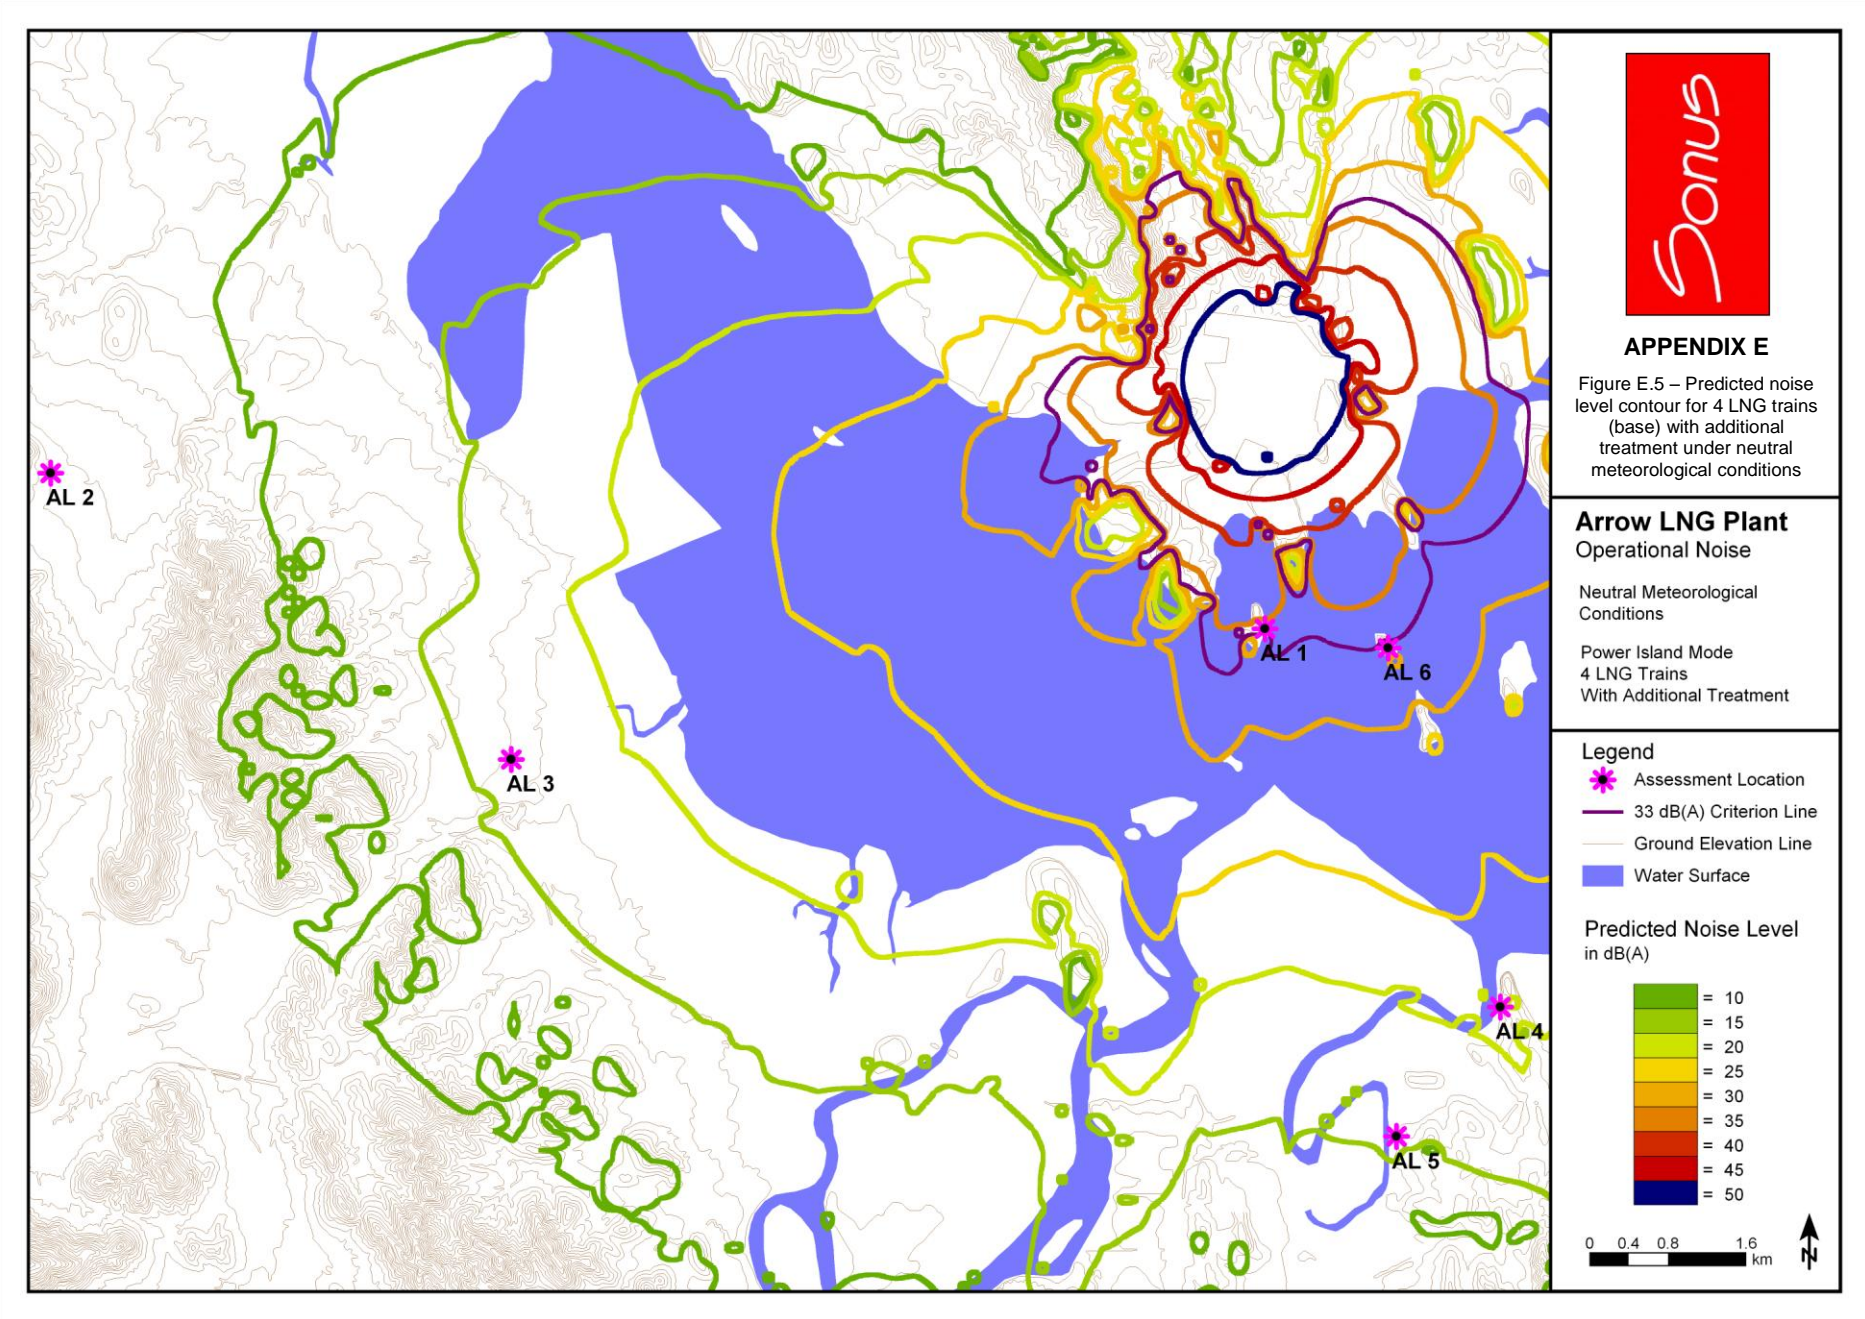 Sonus
APPENDIX E
Figure E.5 – Predicted noise
level contour for 4 LNG trains
(base) with additional
treatment under neutral
meteorological conditions
Arrow LNG Plant
Operational Noise
Neutral Meteorological
Conditions
Power Island Mode
4 LNG Trains
With Additional Treatment
Legend
Assessment Location
33 dB(A) Criterion Line
Ground Elevation Line
Water Surface
Predicted Noise Level
in dB(A)
= 10
= 15
= 20
= 25
= 30
= 35
= 40
= 45
= 50
0 0.4 0.8 1.6
km
N
AL 2
AL 1
AL 6
AL 3
AL 4
AL 5